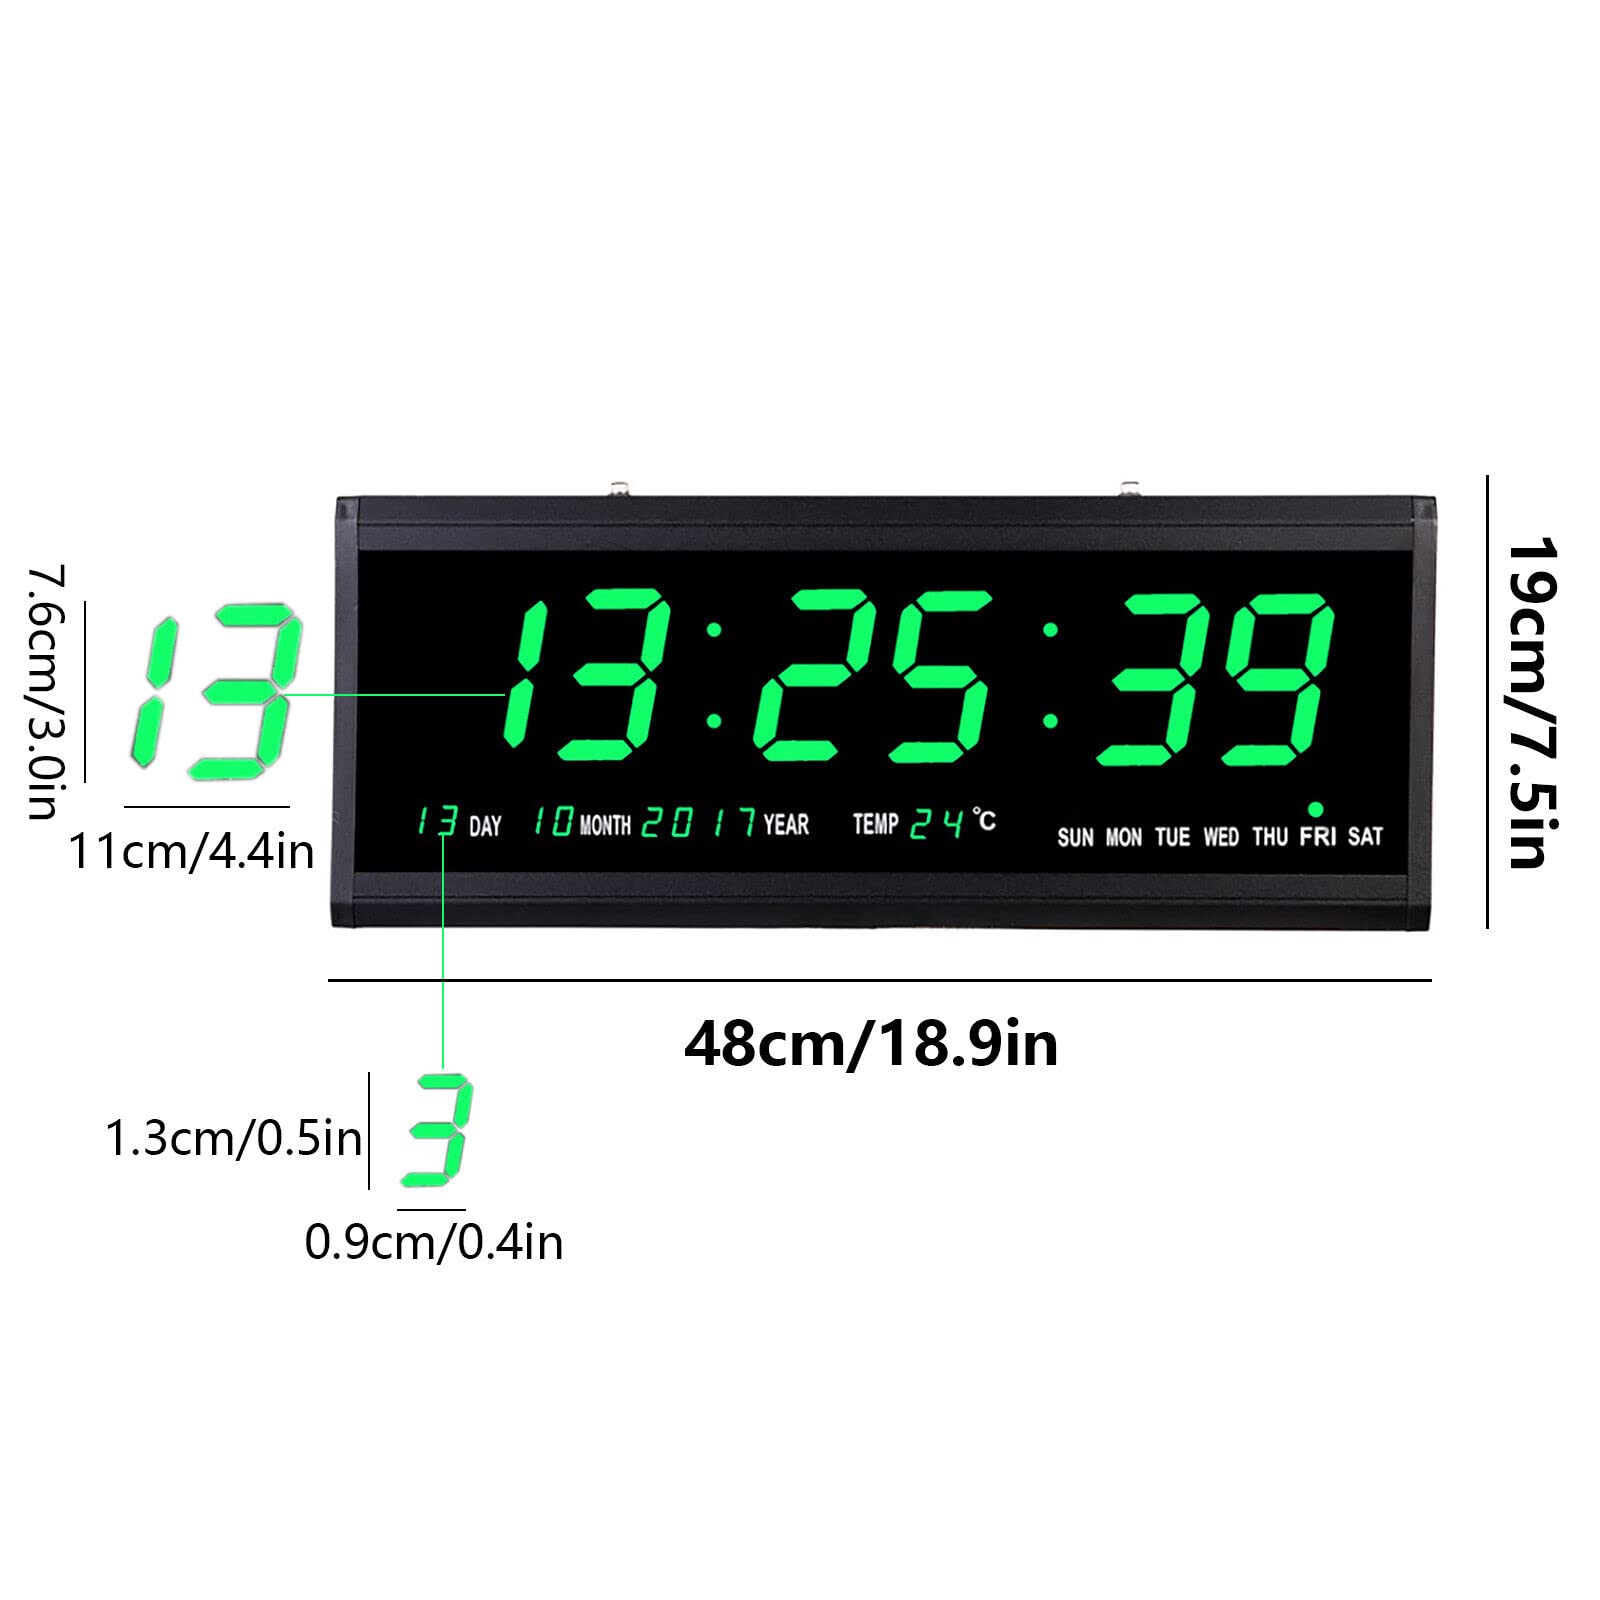 13:25:39
13 DAY 10 MONTH 2017 YEAR TEMP 24 °C
SUN MON TUE WED THU FRI SAT
13
7.6cm/3.0in
11cm/4.4in
19cm/7.5in
48cm/18.9in
3
1.3cm/0.5in
0.9cm/0.4in